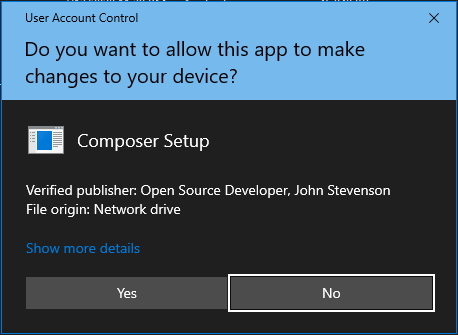 User Account Control
Do you want to allow this app to make
changes to your device?
Composer Setup
Verified publisher: Open Source Developer, John Stevenson
File origin: Network drive
Show more details
Yes
No